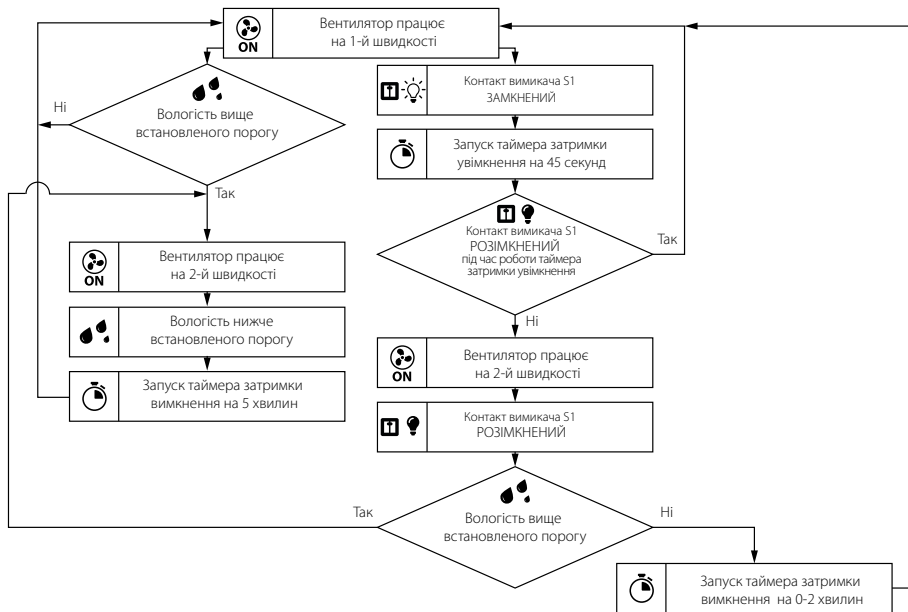 ON
Вентилятор працює
на 1-й швидкості
Ні
Вологість вище
встановленого порогу
Так
ON
Вентилятор працює
на 2-й швидкості
Вологість нижче
встановленого порогу
Запуск таймера затримки
вимкнення на 5 хвилин
Контакт вимикача S1
ЗАМКНЕНИЙ
Запуск таймера затримки
увімкнення на 45 секунд
Контакт вимикача S1
РОЗІМКНЕНИЙ
під час роботи таймера
затримки увімкнення
Так
Ні
ON
Вентилятор працює
на 2-й швидкості
Контакт вимикача S1
РОЗІМКНЕНИЙ
Так
Вологість вище
встановленого порогу
Ні
Запуск таймера затримки
вимкнення на 0-2 хвилин